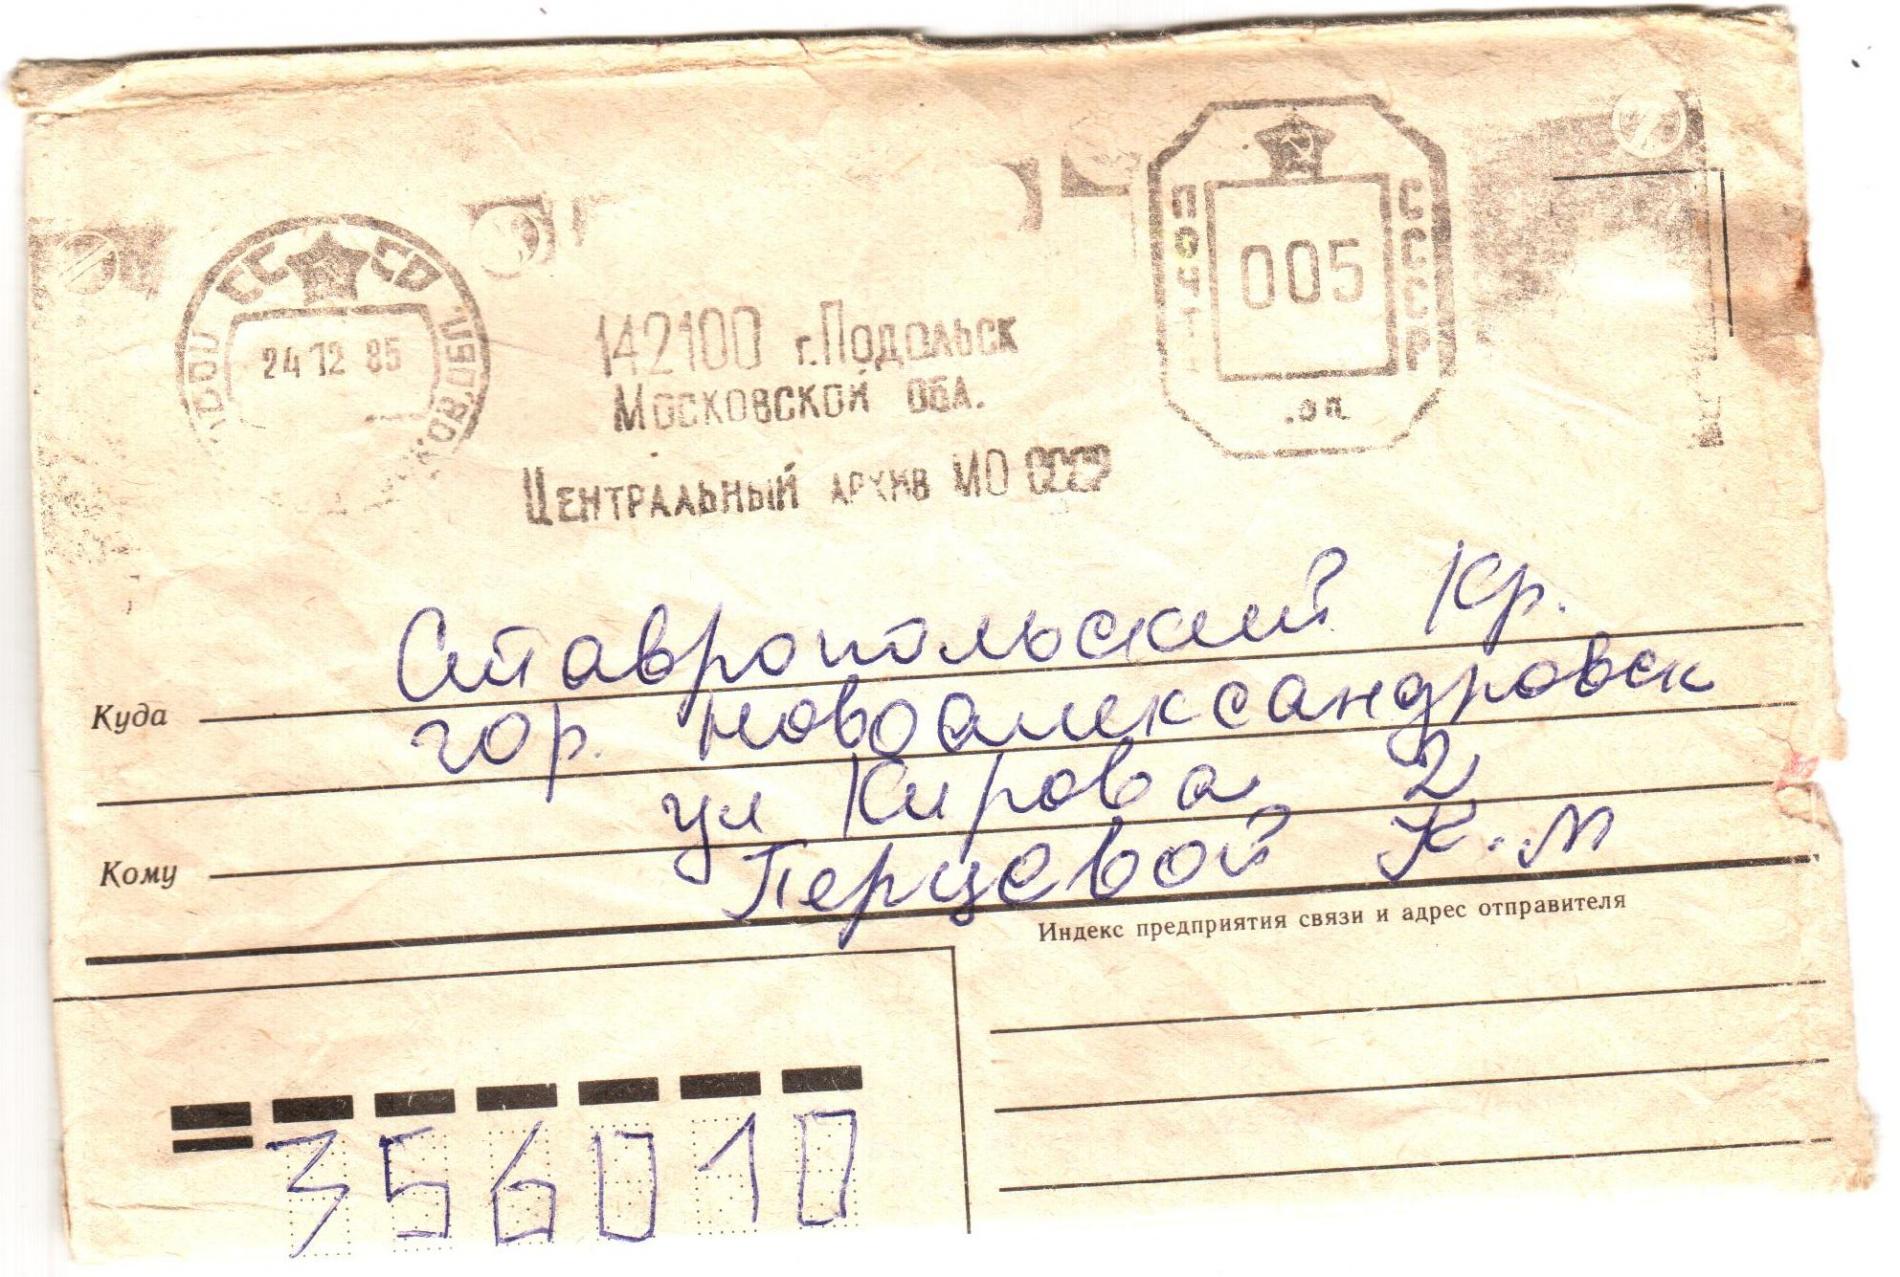 СССР
24 12 85
142100 г. Подольск
Московской обл.
Центральный архив МО СССР
ПОЧТА
СССР
005
коп.
Куда
Ставропольский Кр.
гор. Новоалександровск
ул Кирова 2
Кому
Перцевой К. М
Индекс предприятия связи и адрес отправителя
356010